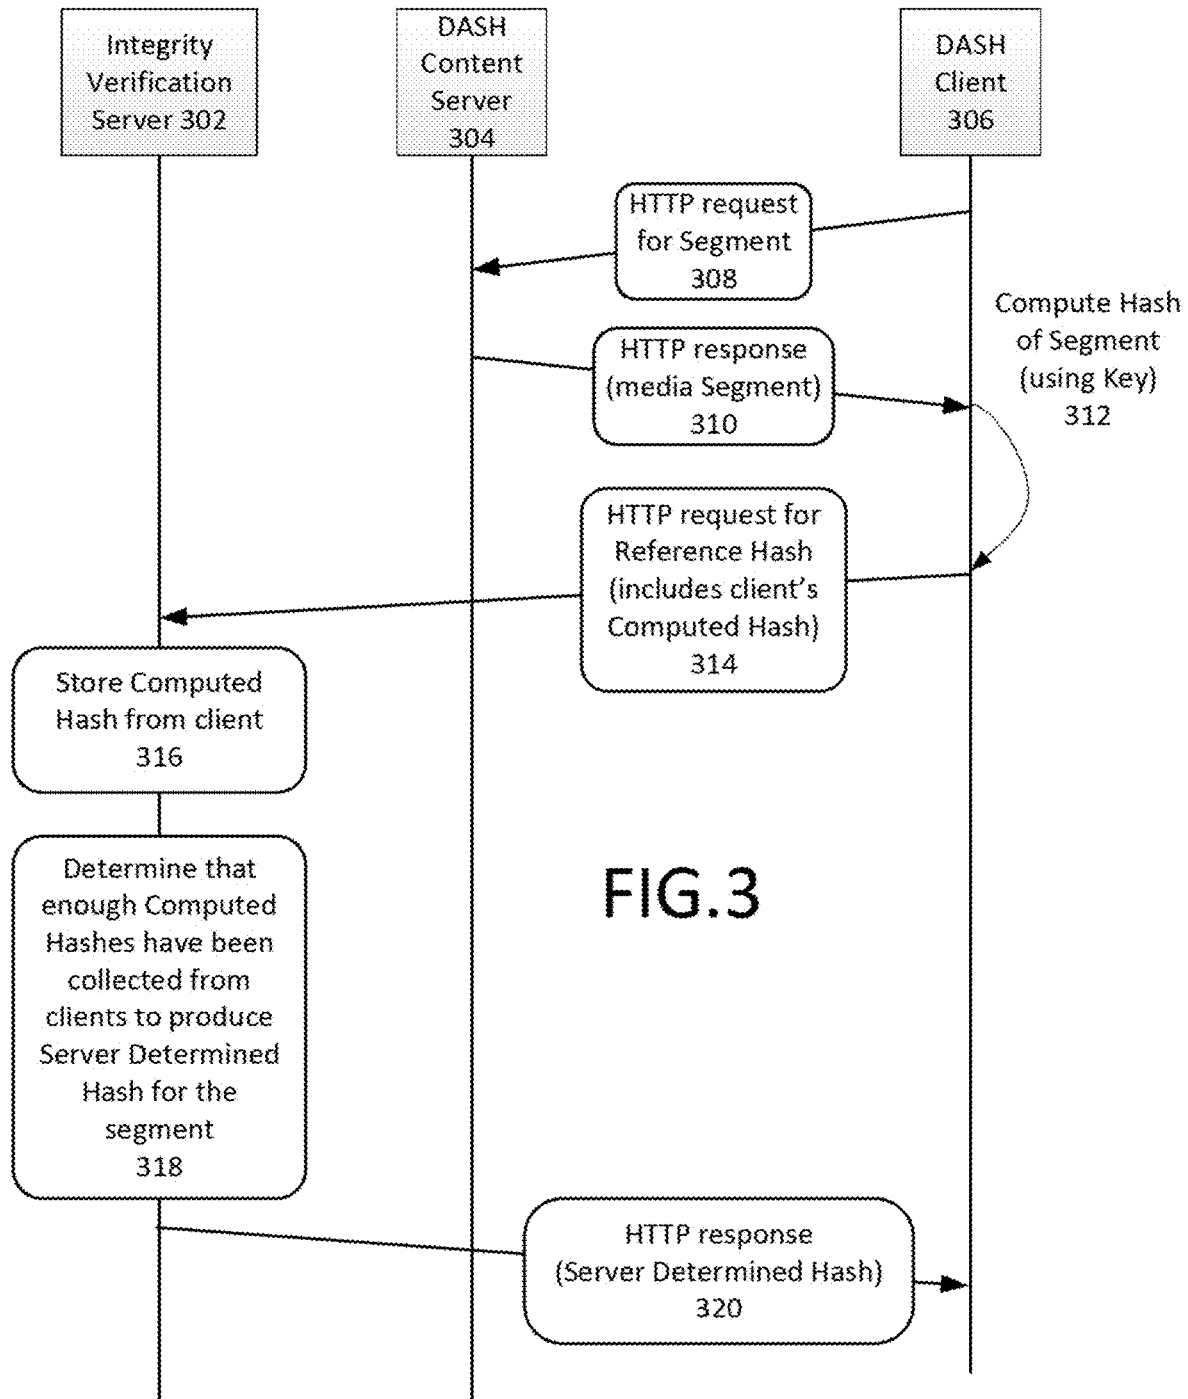 Integrity
Verification
Server 302
DASH
Content
Server
304
DASH
Client
306
HTTP request
for Segment
308
HTTP response
(media Segment)
310
Compute Hash
of Segment
(using Key)
312
HTTP request for
Reference Hash
(includes client's
Computed Hash)
314
Store Computed
Hash from client
316
Determine that
enough Computed
Hashes have been
collected from
clients to produce
Server Determined
Hash for the
segment
318
FIG.3
HTTP response
(Server Determined Hash)
320